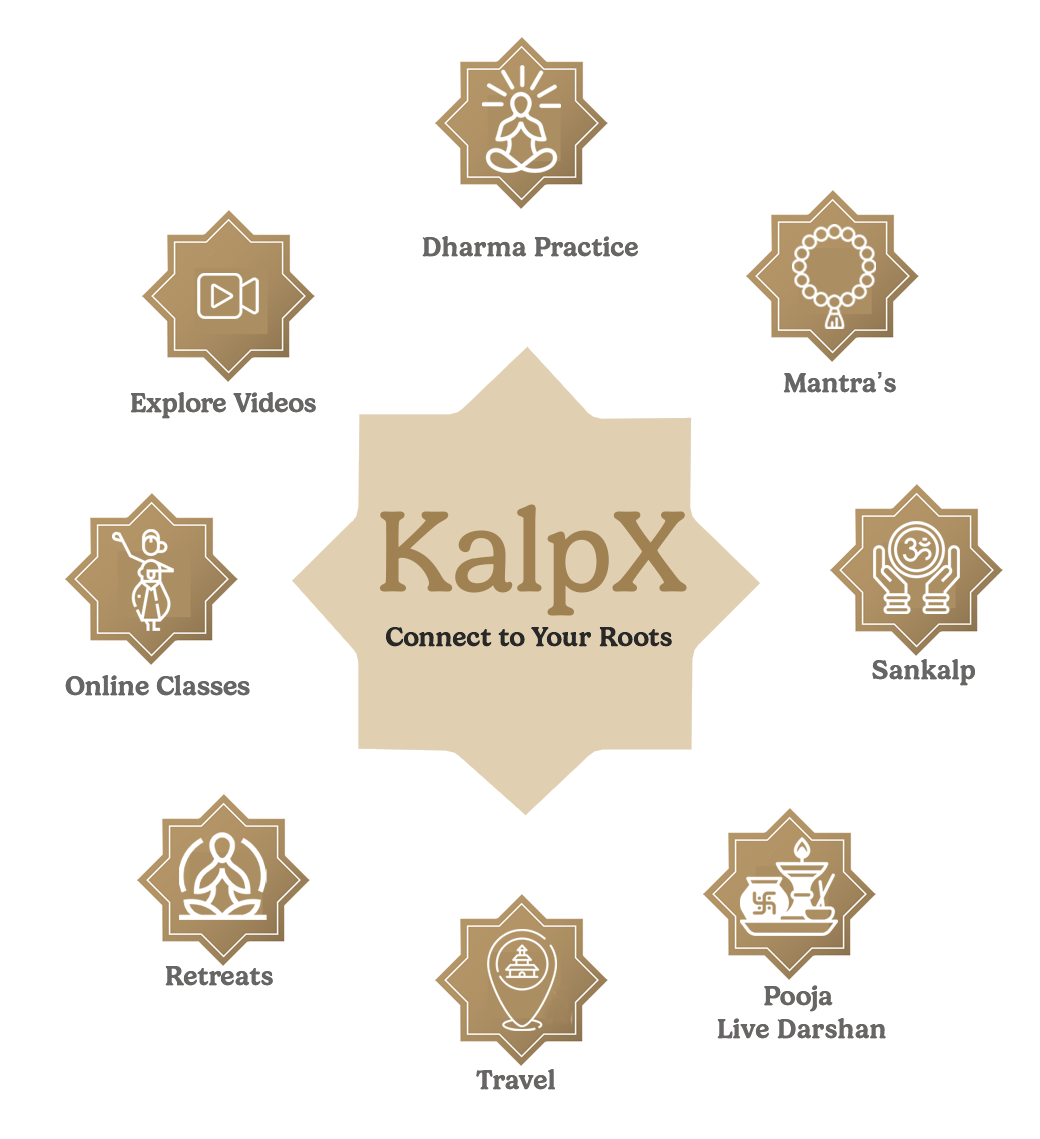 Dharma Practice
Explore Videos
Mantra's
KalpX
Connect to Your Roots
Online Classes
Sankalp
Retreats
Pooja
Live Darshan
Travel
ॐ